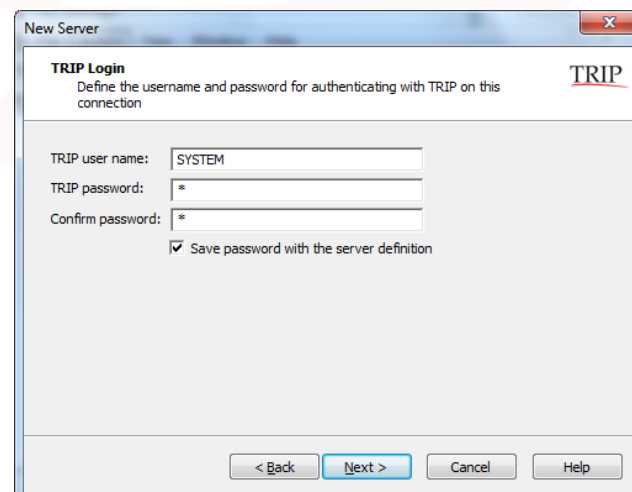 New Server
TRIP Login
Define the username and password for authenticating with TRIP on this
connection
TRIP
TRIP user name: SYSTEM
TRIP password: *
Confirm password: *
Save password with the server definition
< Back Next > Cancel Help